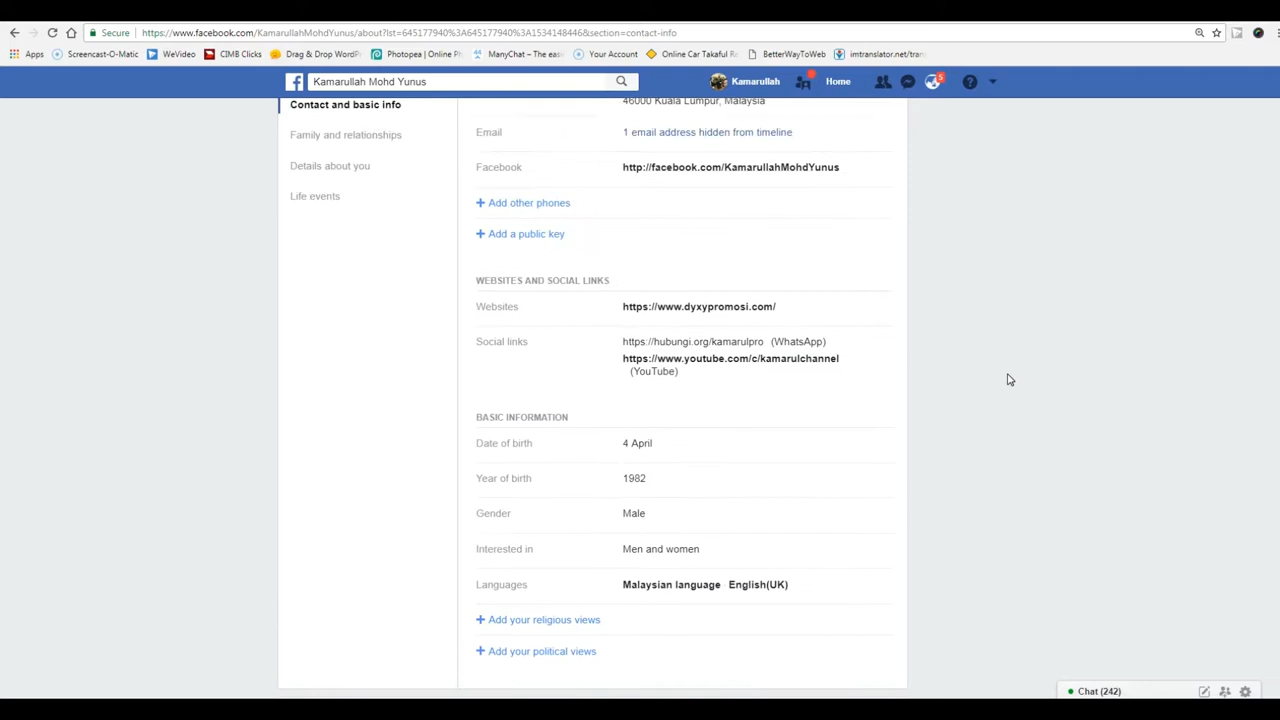 Secure https://www.facebook.com/KamarullahMohdYunus/about?lst=645177940%3A645177940%3A1534148446&section=contact-info
Apps Screencast-O-Matic WeVideo CIMB Clicks Drag & Drop WordPr Photopea | Online Ph ManyChat – The ease Your Account Online Car Takaful Re BetterWayToWeb imtranslator.net/tran
Kamarullah Mohd Yunus Kamarullah Home 5
Contact and basic info
Family and relationships
Details about you
Life events
46000 Kuala Lumpur, Malaysia
Email 1 email address hidden from timeline
Facebook http://facebook.com/KamarullahMohdYunus
+ Add other phones
+ Add a public key
WEBSITES AND SOCIAL LINKS
Websites https://www.dyxypromosi.com/
Social links https://hubungi.org/kamarulpro (WhatsApp)
https://www.youtube.com/c/kamarulchannel
(YouTube)
BASIC INFORMATION
Date of birth 4 April
Year of birth 1982
Gender Male
Interested in Men and women
Languages Malaysian language · English(UK)
+ Add your religious views
+ Add your political views
Chat (242)